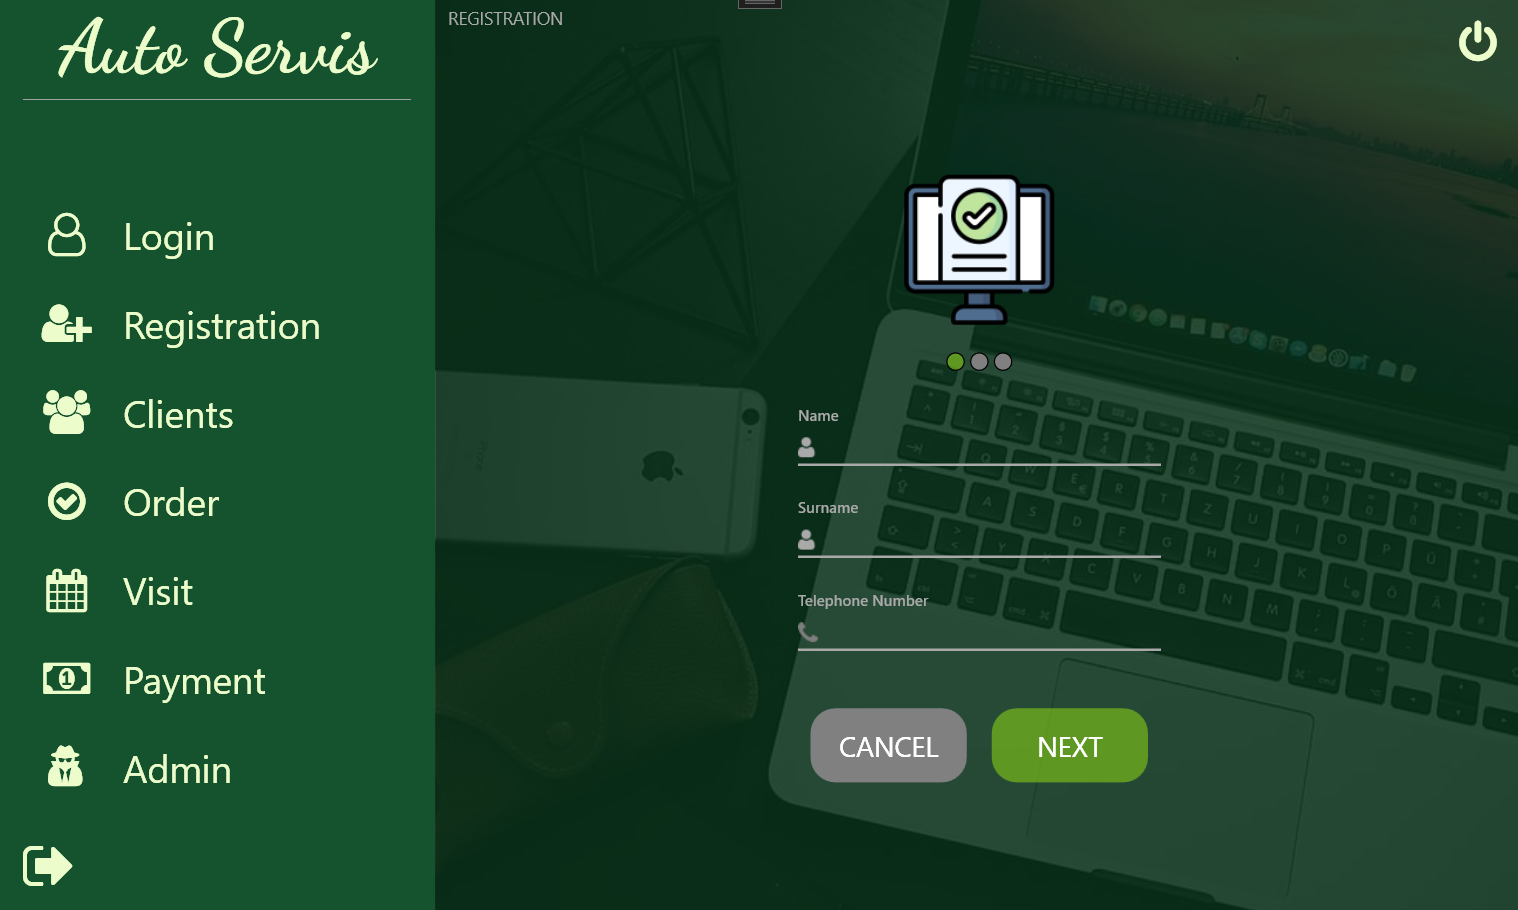 Auto Servis
Login
Registration
Clients
Order
Visit
Payment
Admin
REGISTRATION
Name
Surname
Telephone Number
CANCEL
NEXT